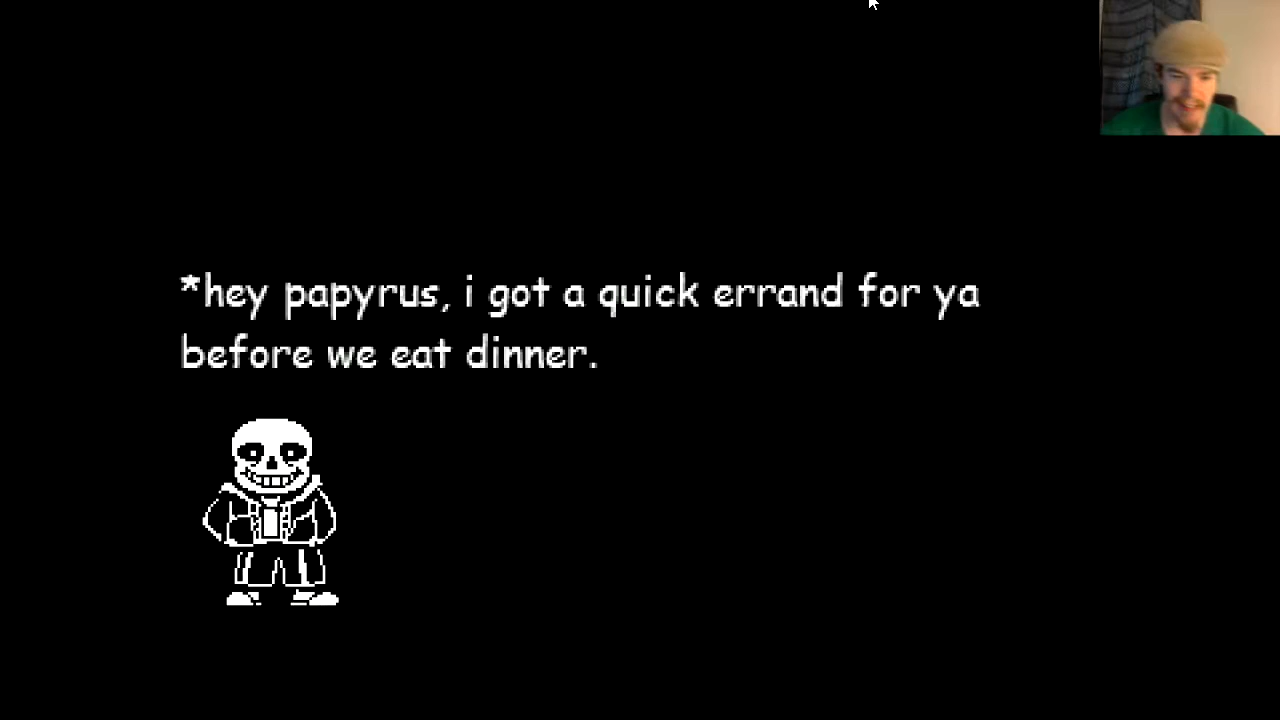 *hey papyrus, i got a quick errand for ya
before we eat dinner.